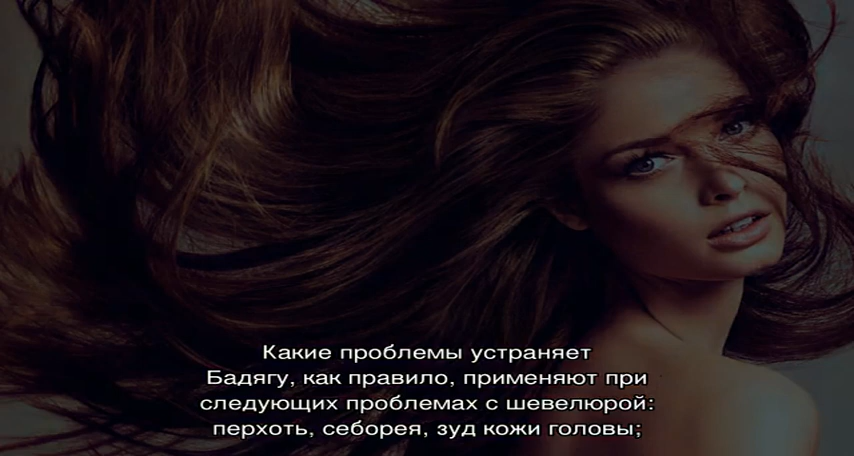 Какие проблемы устраняет
Бадягу, как правило, применяют при
следующих проблемах с шевелюрой:
перхоть, себорея, зуд кожи головы;